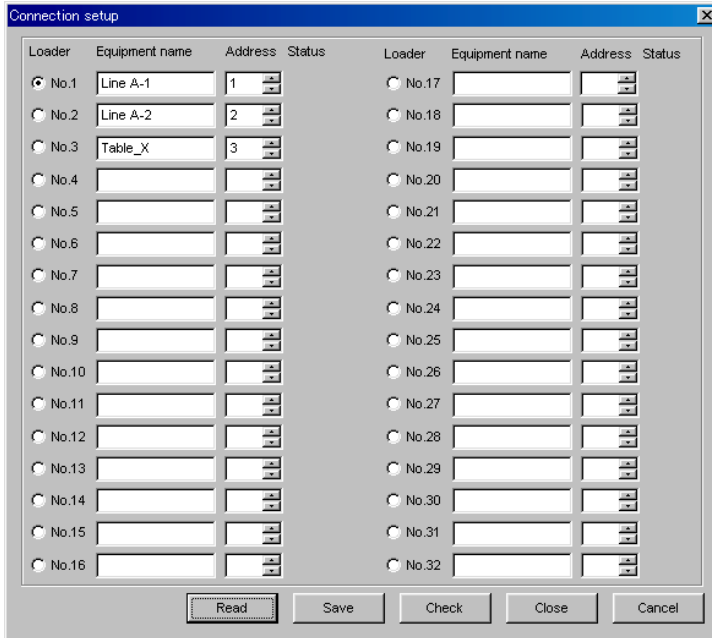 Connection setup
Loader Equipment name Address Status Loader Equipment name Address Status
No.1 Line A-1 1 No.17
No.2 Line A-2 2 No.18
No.3 Table_X 3 No.19
No.4 No.20
No.5 No.21
No.6 No.22
No.7 No.23
No.8 No.24
No.9 No.25
No.10 No.26
No.11 No.27
No.12 No.28
No.13 No.29
No.14 No.30
No.15 No.31
No.16 No.32
Read Save Check Close Cancel